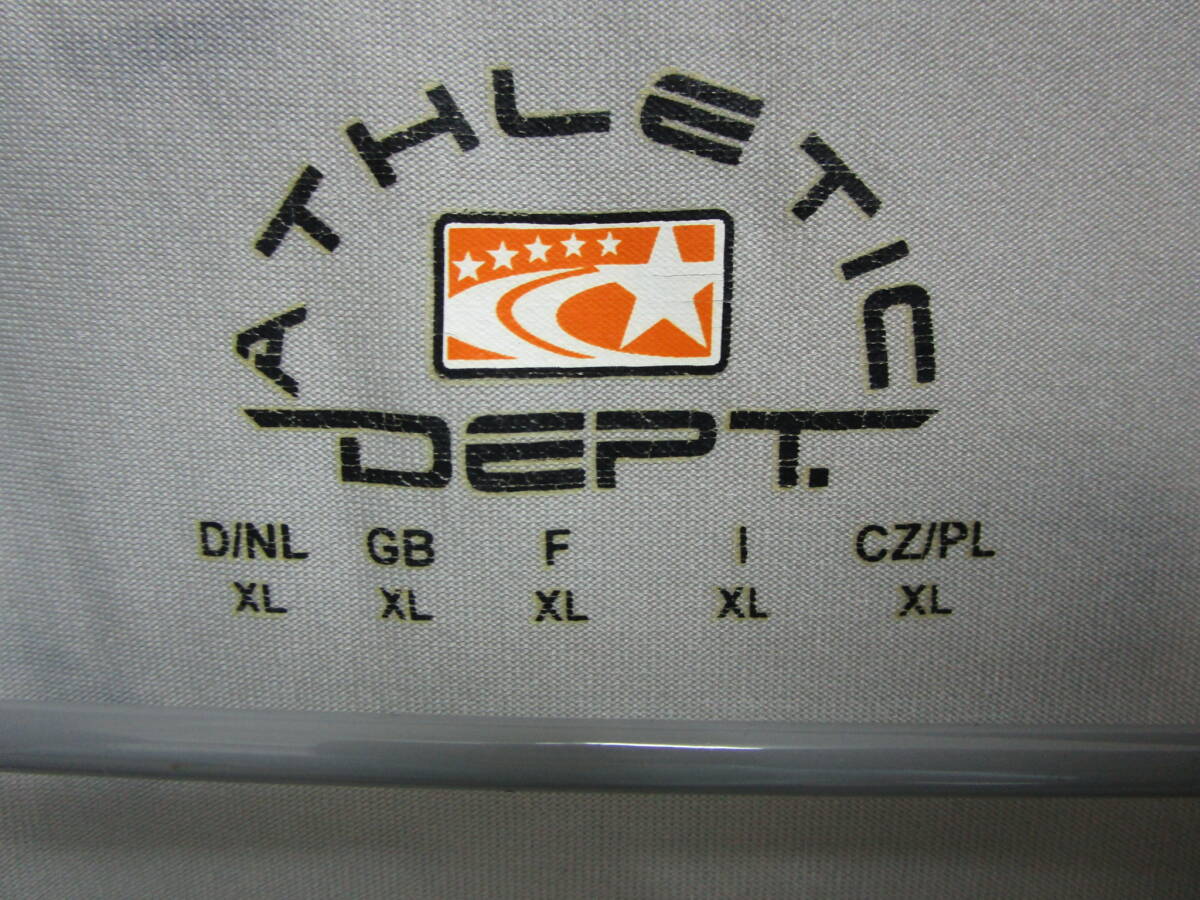 ATHLETIC
DEPT.
D/NL GB F I CZ/PL
XL XL XL XL XL